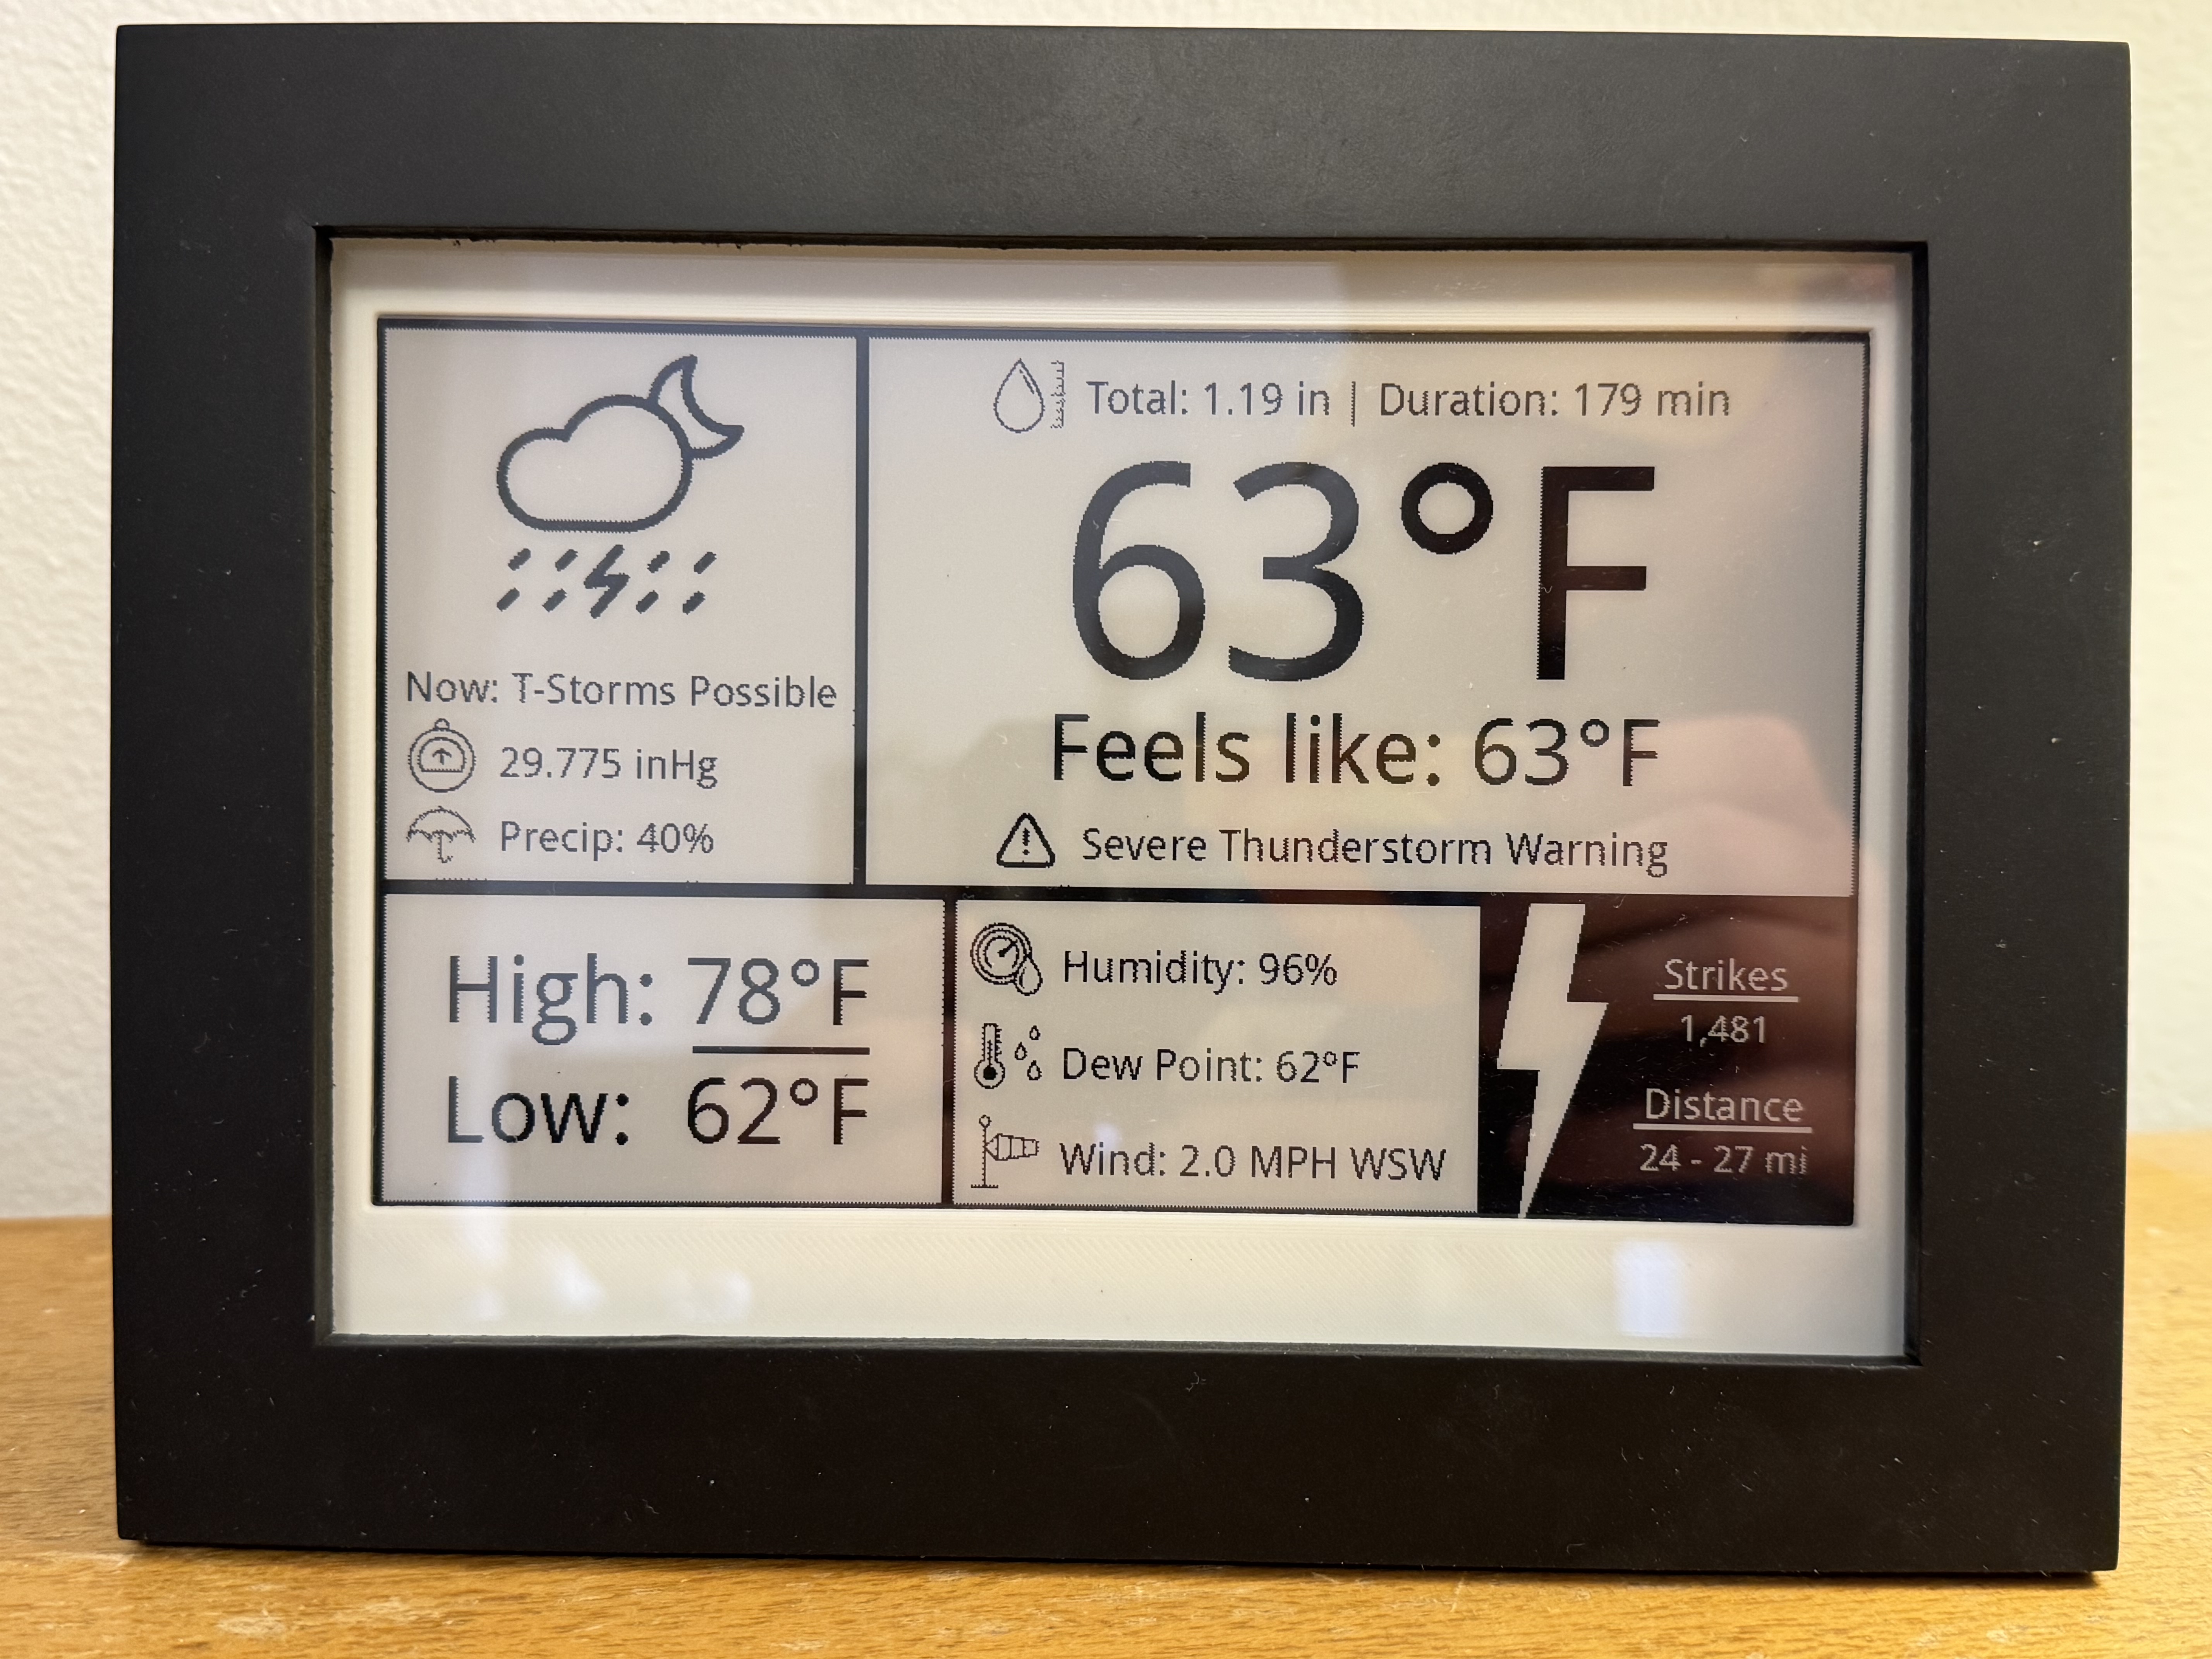 Total: 1.19 in | Duration: 179 min
63°F
Feels like: 63°F
Severe Thunderstorm Warning
Now: T-Storms Possible
29.775 inHg
Precip: 40%
High: 78°F
Low: 62°F
Humidity: 96%
Dew Point: 62°F
Wind: 2.0 MPH WSW
Strikes
1,481
Distance
24 - 27 mi